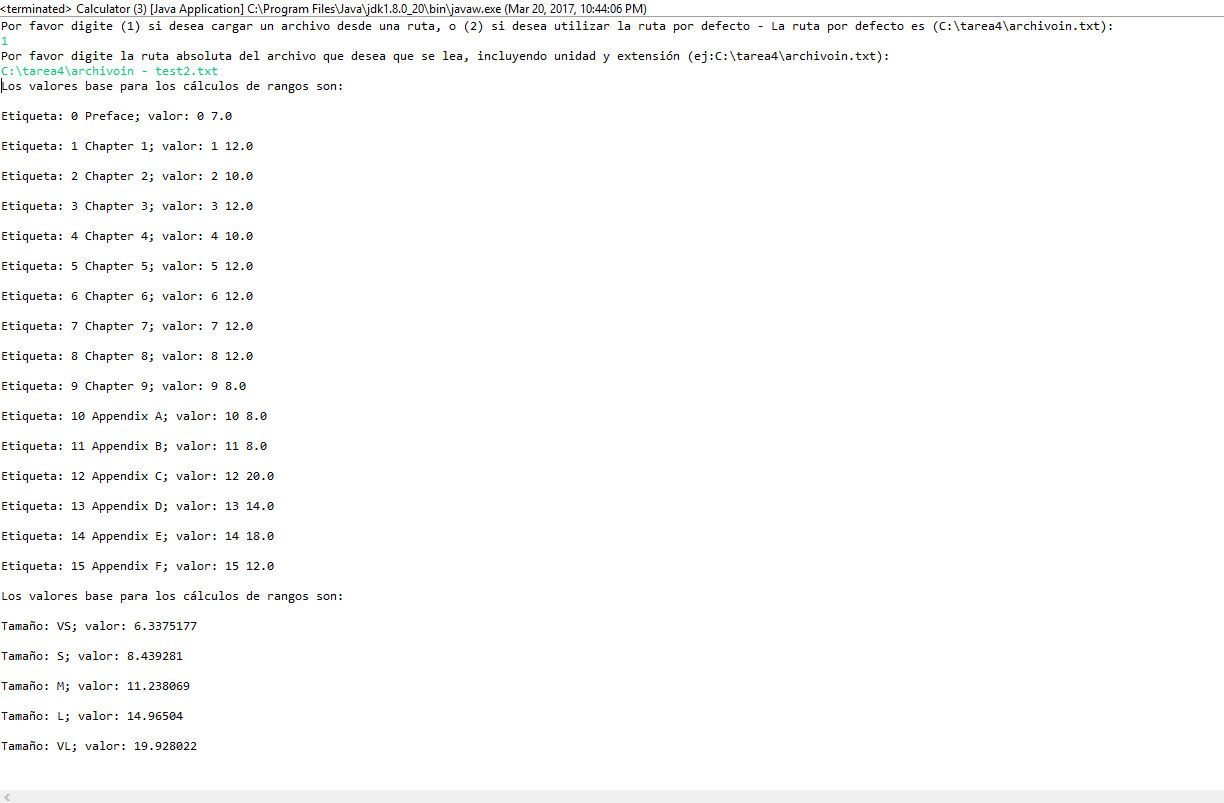 <terminated> Calculator (3) [Java Application] C:\Program Files\Java\jdk1.8.0_20\bin\javaw.exe (Mar 20, 2017, 10:44:06 PM)
Por favor digite (1) si desea cargar un archivo desde una ruta, o (2) si desea utilizar la ruta por defecto - La ruta por defecto es (C:\tarea4\archivoin.txt):
1
Por favor digite la ruta absoluta del archivo que desea que se lea, incluyendo unidad y extensión (ej:C:\tarea4\archivoin.txt):
C:\tarea4\archivoin - test2.txt
Los valores base para los cálculos de rangos son:
Etiqueta: 0 Preface; valor: 0 7.0
Etiqueta: 1 Chapter 1; valor: 1 12.0
Etiqueta: 2 Chapter 2; valor: 2 10.0
Etiqueta: 3 Chapter 3; valor: 3 12.0
Etiqueta: 4 Chapter 4; valor: 4 10.0
Etiqueta: 5 Chapter 5; valor: 5 12.0
Etiqueta: 6 Chapter 6; valor: 6 12.0
Etiqueta: 7 Chapter 7; valor: 7 12.0
Etiqueta: 8 Chapter 8; valor: 8 12.0
Etiqueta: 9 Chapter 9; valor: 9 8.0
Etiqueta: 10 Appendix A; valor: 10 8.0
Etiqueta: 11 Appendix B; valor: 11 8.0
Etiqueta: 12 Appendix C; valor: 12 20.0
Etiqueta: 13 Appendix D; valor: 13 14.0
Etiqueta: 14 Appendix E; valor: 14 18.0
Etiqueta: 15 Appendix F; valor: 15 12.0
Los valores base para los cálculos de rangos son:
Tamaño: VS; valor: 6.3375177
Tamaño: S; valor: 8.439281
Tamaño: M; valor: 11.238069
Tamaño: L; valor: 14.96504
Tamaño: VL; valor: 19.928022